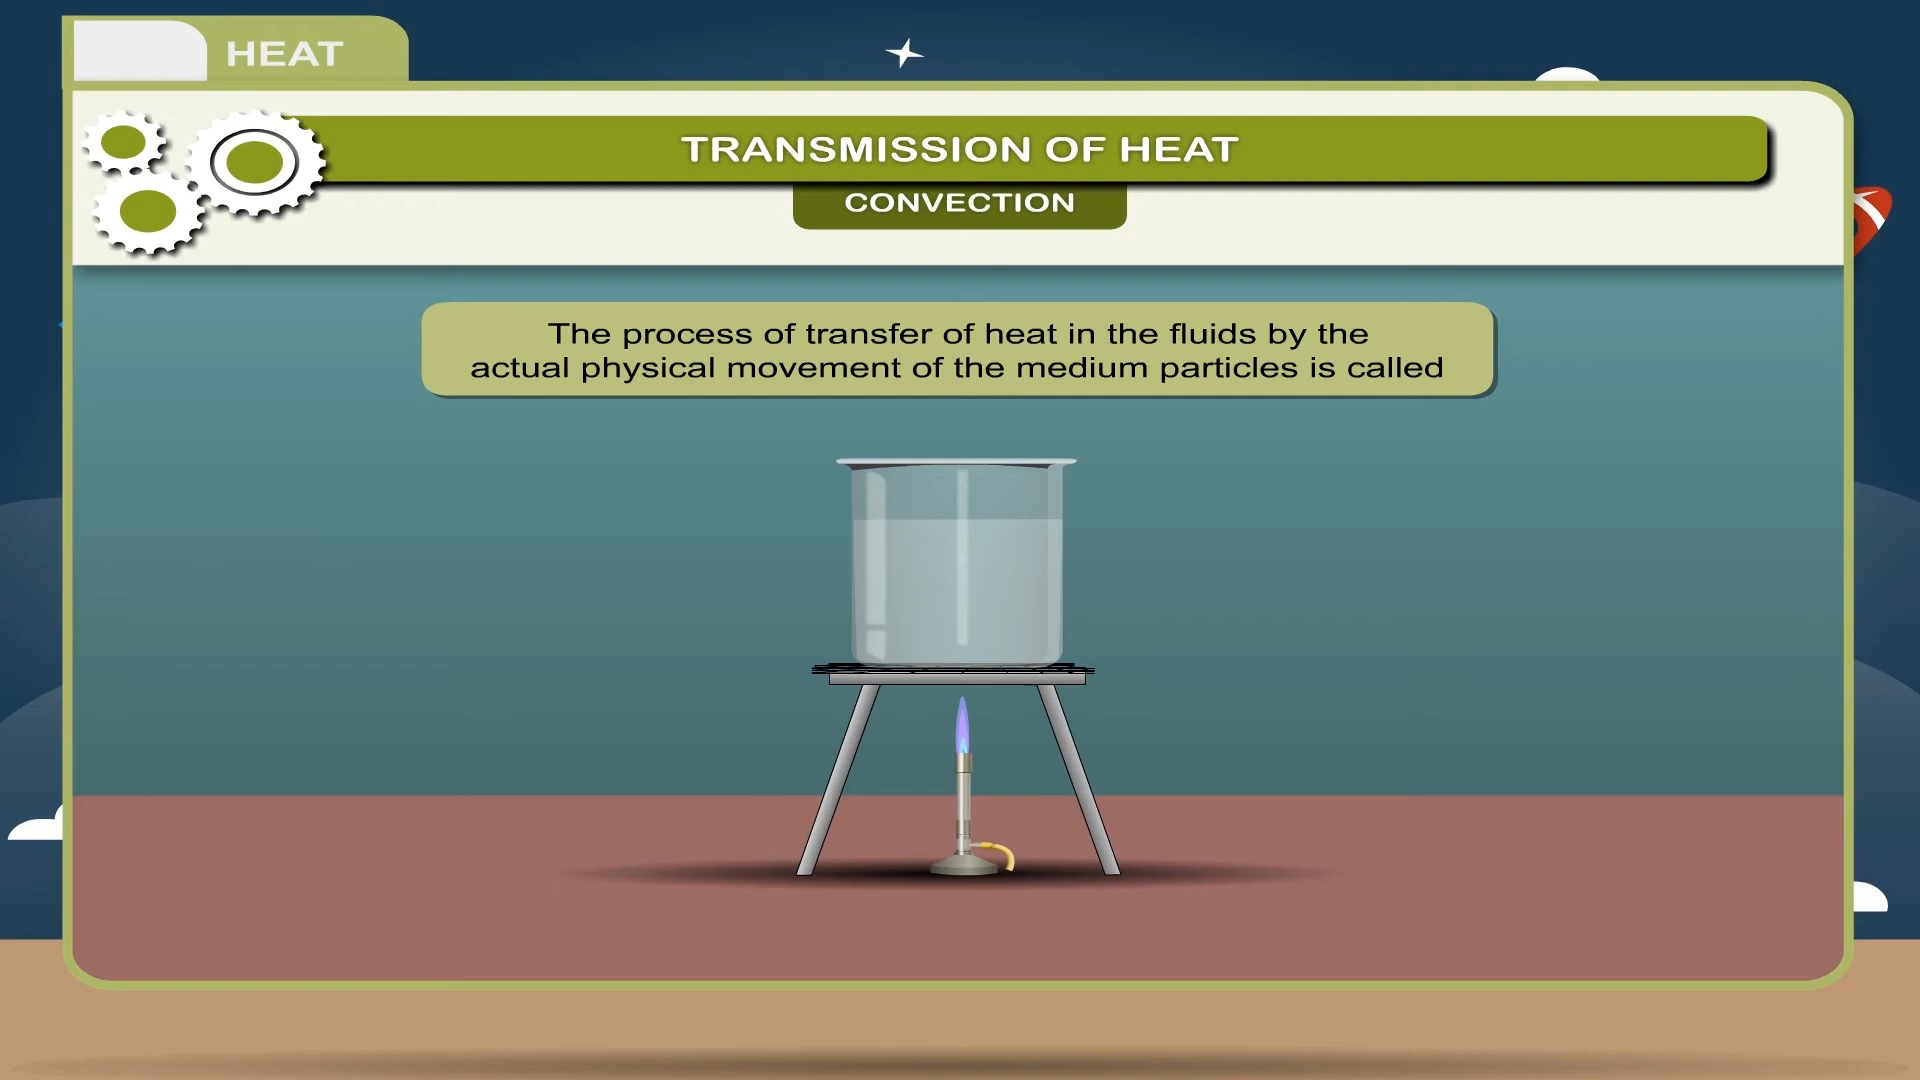 HEAT
TRANSMISSION OF HEAT
CONVECTION
The process of transfer of heat in the fluids by the
actual physical movement of the medium particles is called